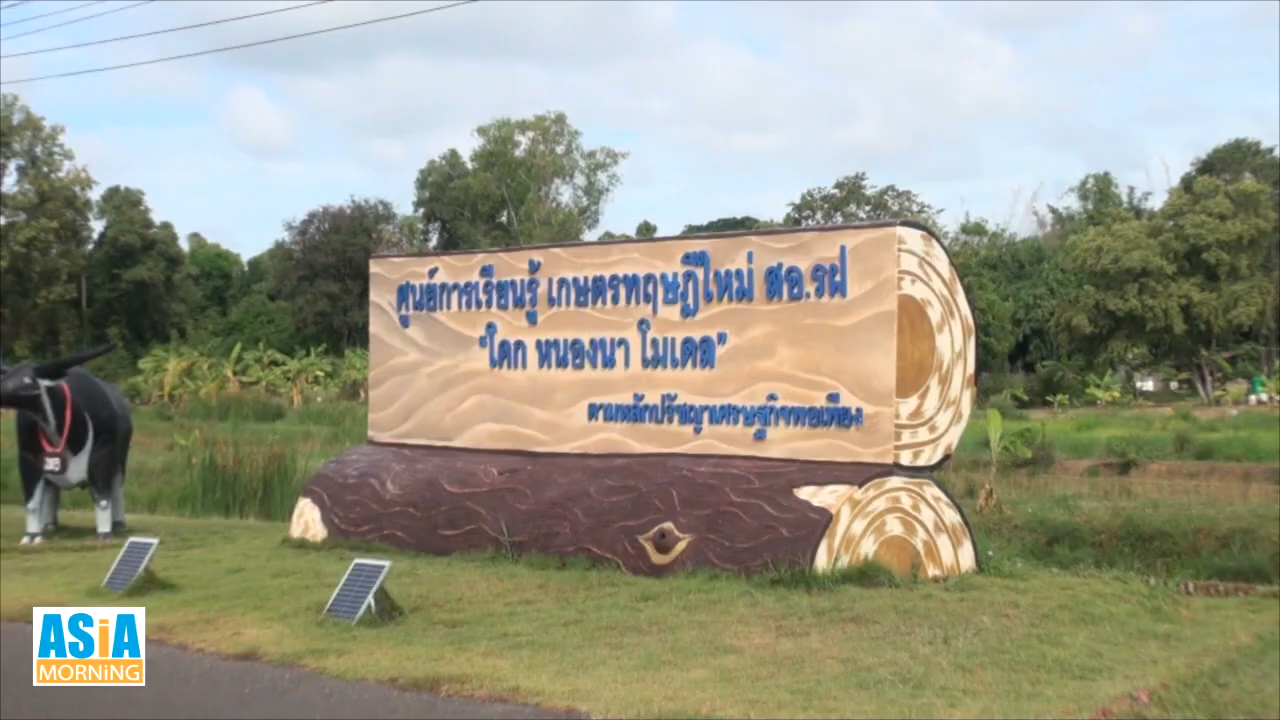 ศูนย์การเรียนรู้ เกษตรทฤษฎีใหม่ สอ.รฝ
"โคก หนองนา โมเดล"
ตามหลักปรัชญาเศรษฐกิจพอเพียง
ASiA
MORNiNG